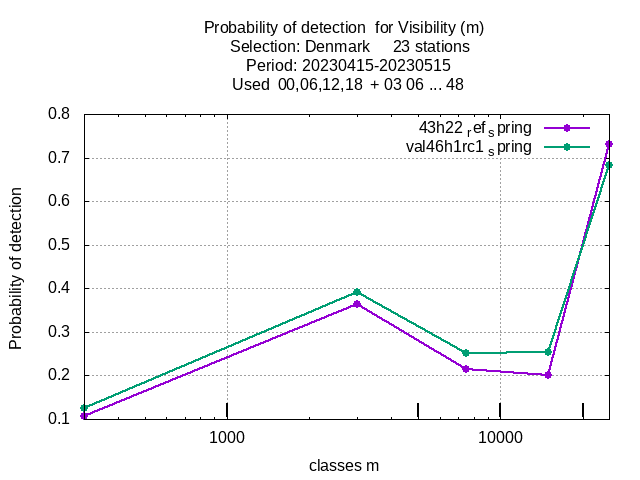 Probability of detection  for Visibility (m)
Selection: Denmark     23 stations
Period: 20230415-20230515
Used  00,06,12,18  + 03 06 ... 48
43h22 ref spring
val46h1rc1 spring
Probability of detection
0.8
0.7
0.6
0.5
0.4
0.3
0.2
0.1
1000 10000
classes m